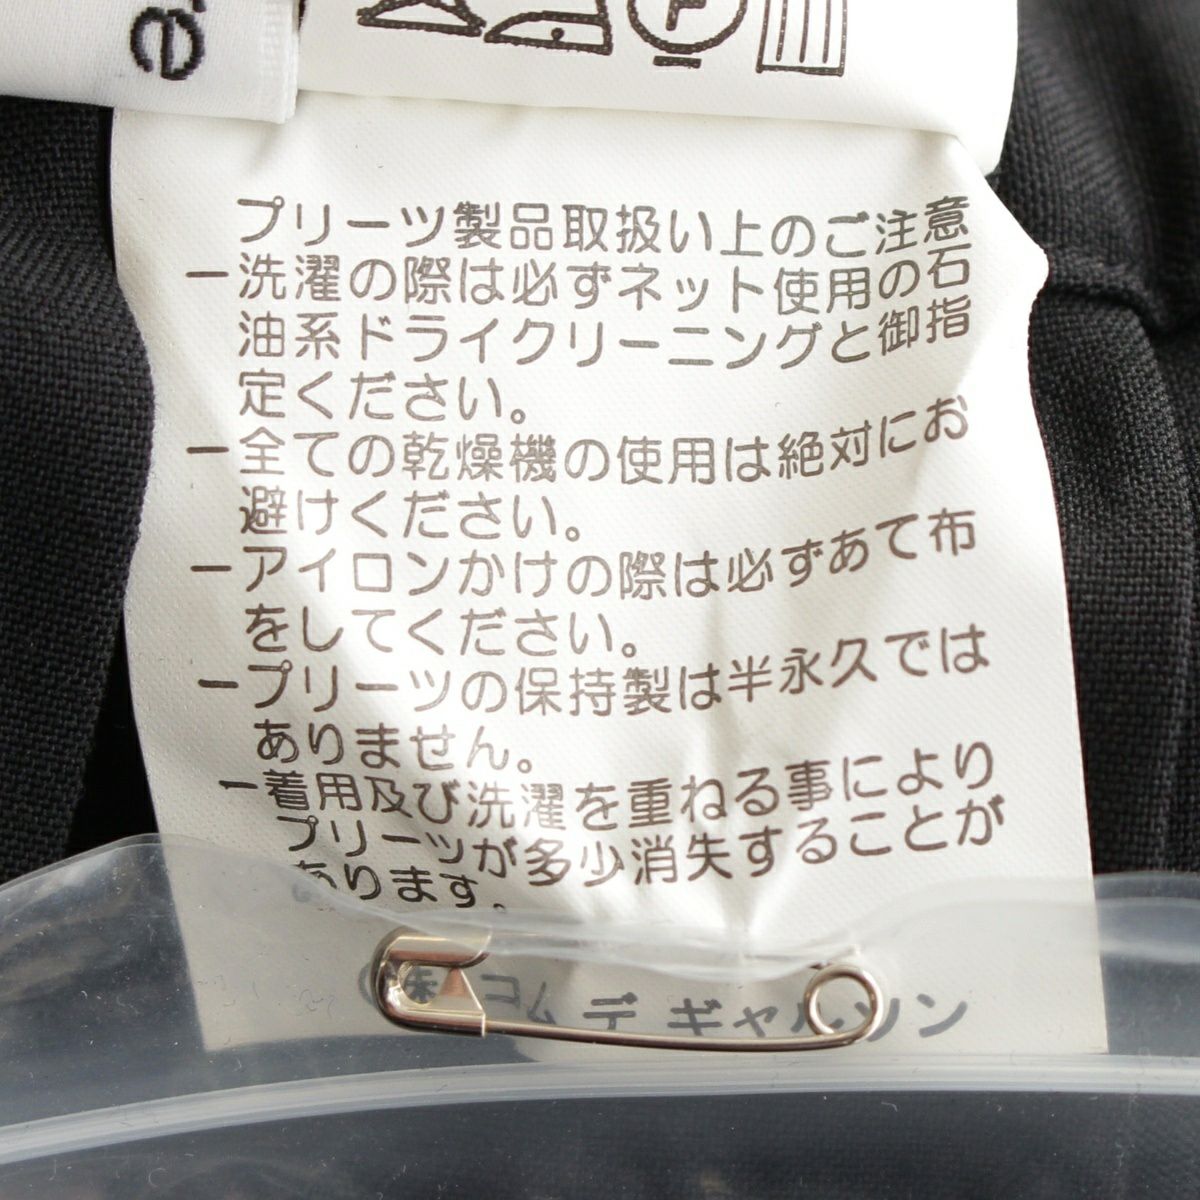 e.
プリーツ製品取扱い上のご注意
ー洗濯の際は必ずネット使用の石
油系ドライクリーニングと御指
定ください。
ー全ての乾燥機の使用は絶対にお
避けください。
ーアイロンかけの際は必ずあて布
をしてください。
ープリーツの保持製は半永久では
ありません。
ー着用及び洗濯を重ねる事により
プリーツが多少消失することが
あります。
(株) コム デ ギャルソン